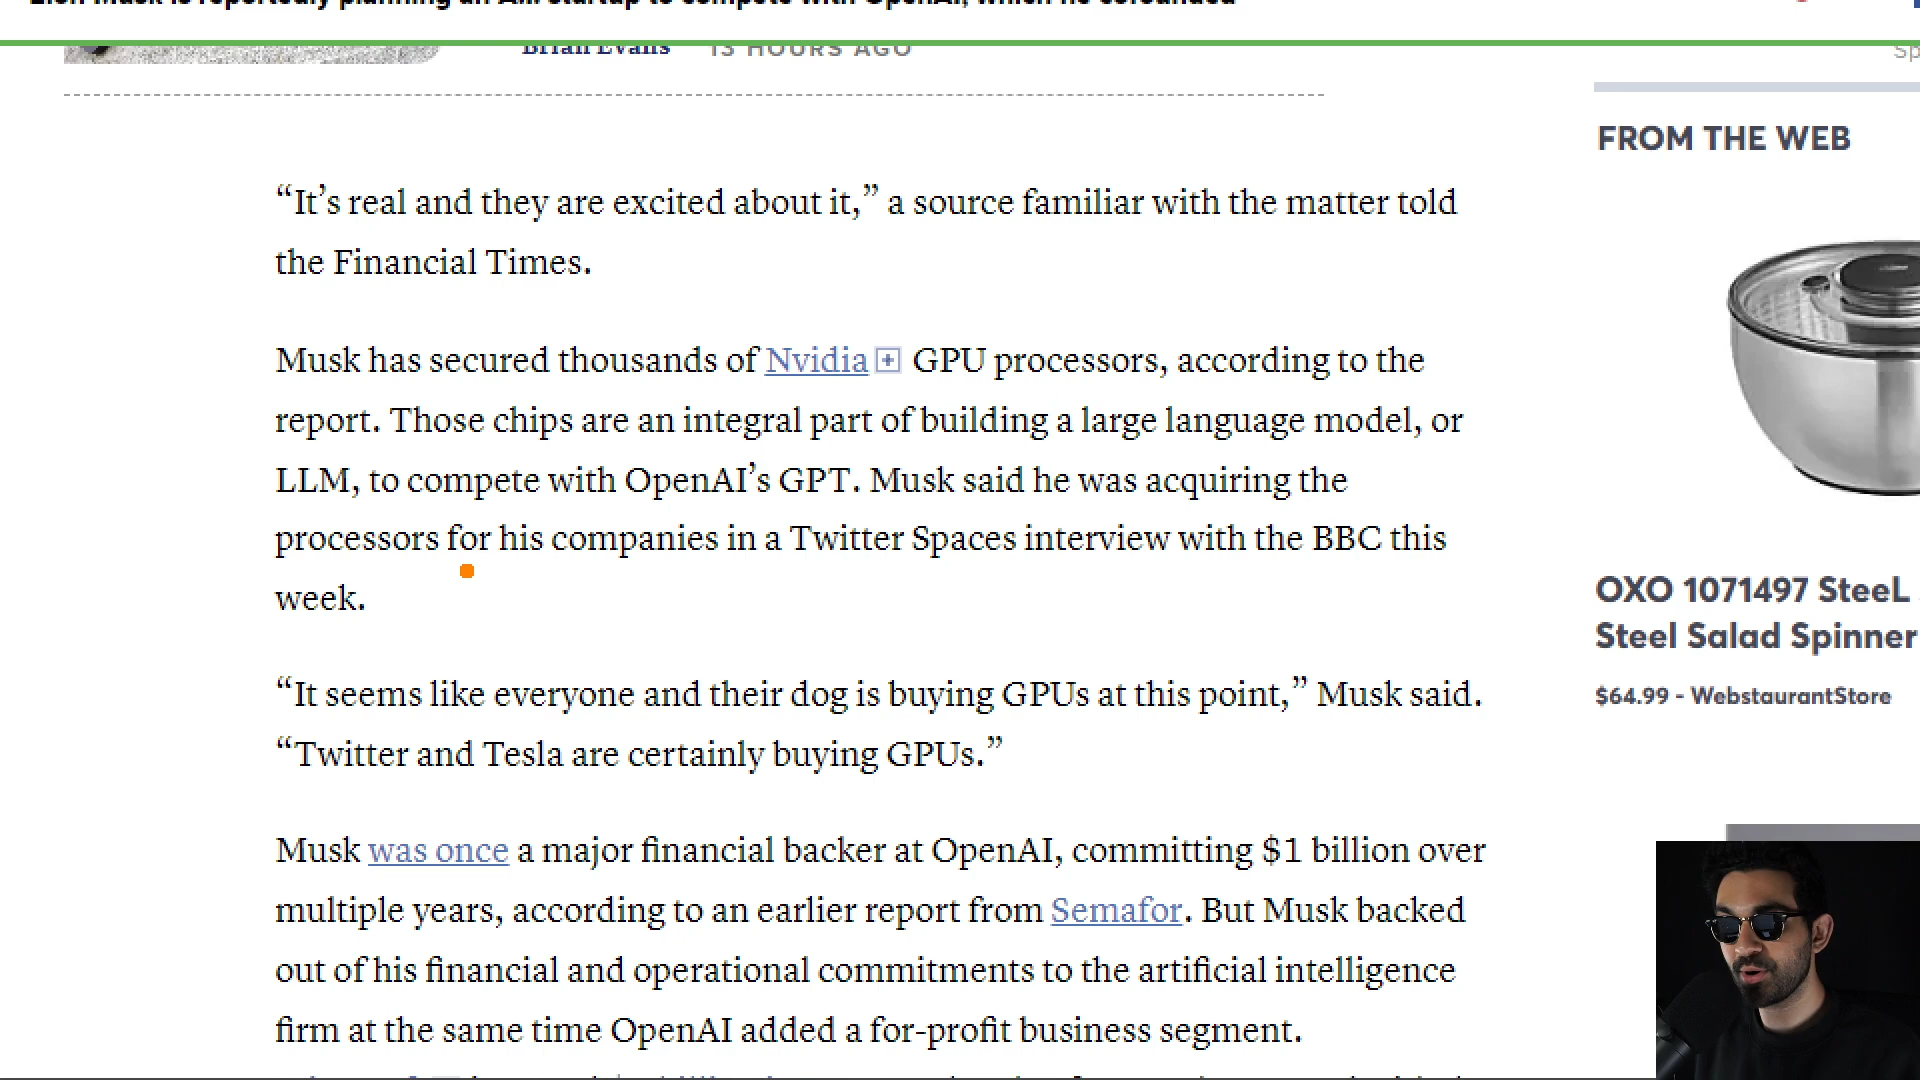 Elon Musk is reportedly planning an A.I. startup to compete with OpenAI, which he cofounded
Brian Evans 13 HOURS AGO
Sp
“It’s real and they are excited about it,” a source familiar with the matter told
the Financial Times.
Musk has secured thousands of Nvidia + GPU processors, according to the
report. Those chips are an integral part of building a large language model, or
LLM, to compete with OpenAI’s GPT. Musk said he was acquiring the
processors for his companies in a Twitter Spaces interview with the BBC this
week.
“It seems like everyone and their dog is buying GPUs at this point,” Musk said.
“Twitter and Tesla are certainly buying GPUs.”
Musk was once a major financial backer at OpenAI, committing $1 billion over
multiple years, according to an earlier report from Semafor. But Musk backed
out of his financial and operational commitments to the artificial intelligence
firm at the same time OpenAI added a for-profit business segment.
FROM THE WEB
OXO 1071497 SteeL
Steel Salad Spinner
$64.99 - WebstaurantStore